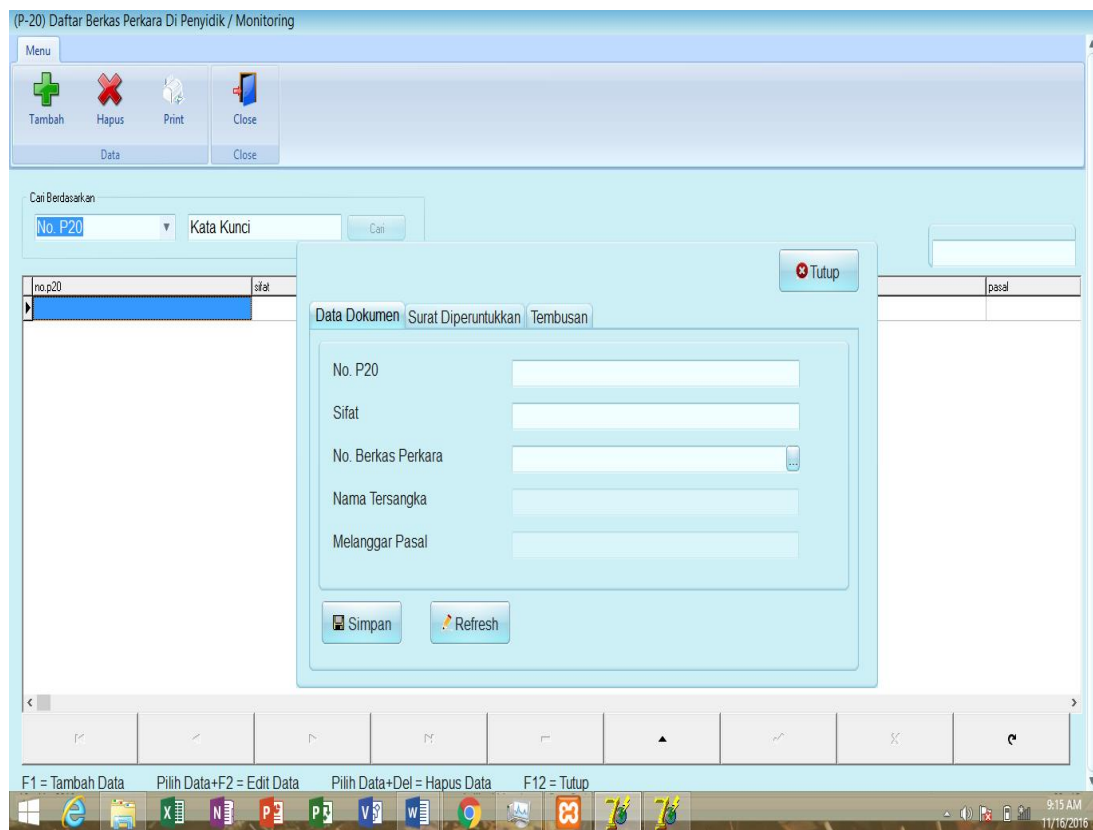 (P-20) Daftar Berkas Perkara Di Penyidik / Monitoring
Menu
Tambah Hapus Print Close
Data Close
Cari Berdasarkan
No. P20 Kata Kunci Cari
Tutup
no.p20 sifat pasal
Data Dokumen Surat Diperuntukkan Tembusan
No. P20
Sifat
No. Berkas Perkara ...
Nama Tersangka
Melanggar Pasal
Simpan Refresh
F1 = Tambah Data Pilih Data+F2 = Edit Data Pilih Data+Del = Hapus Data F12 = Tutup
9:15 AM
11/16/2016